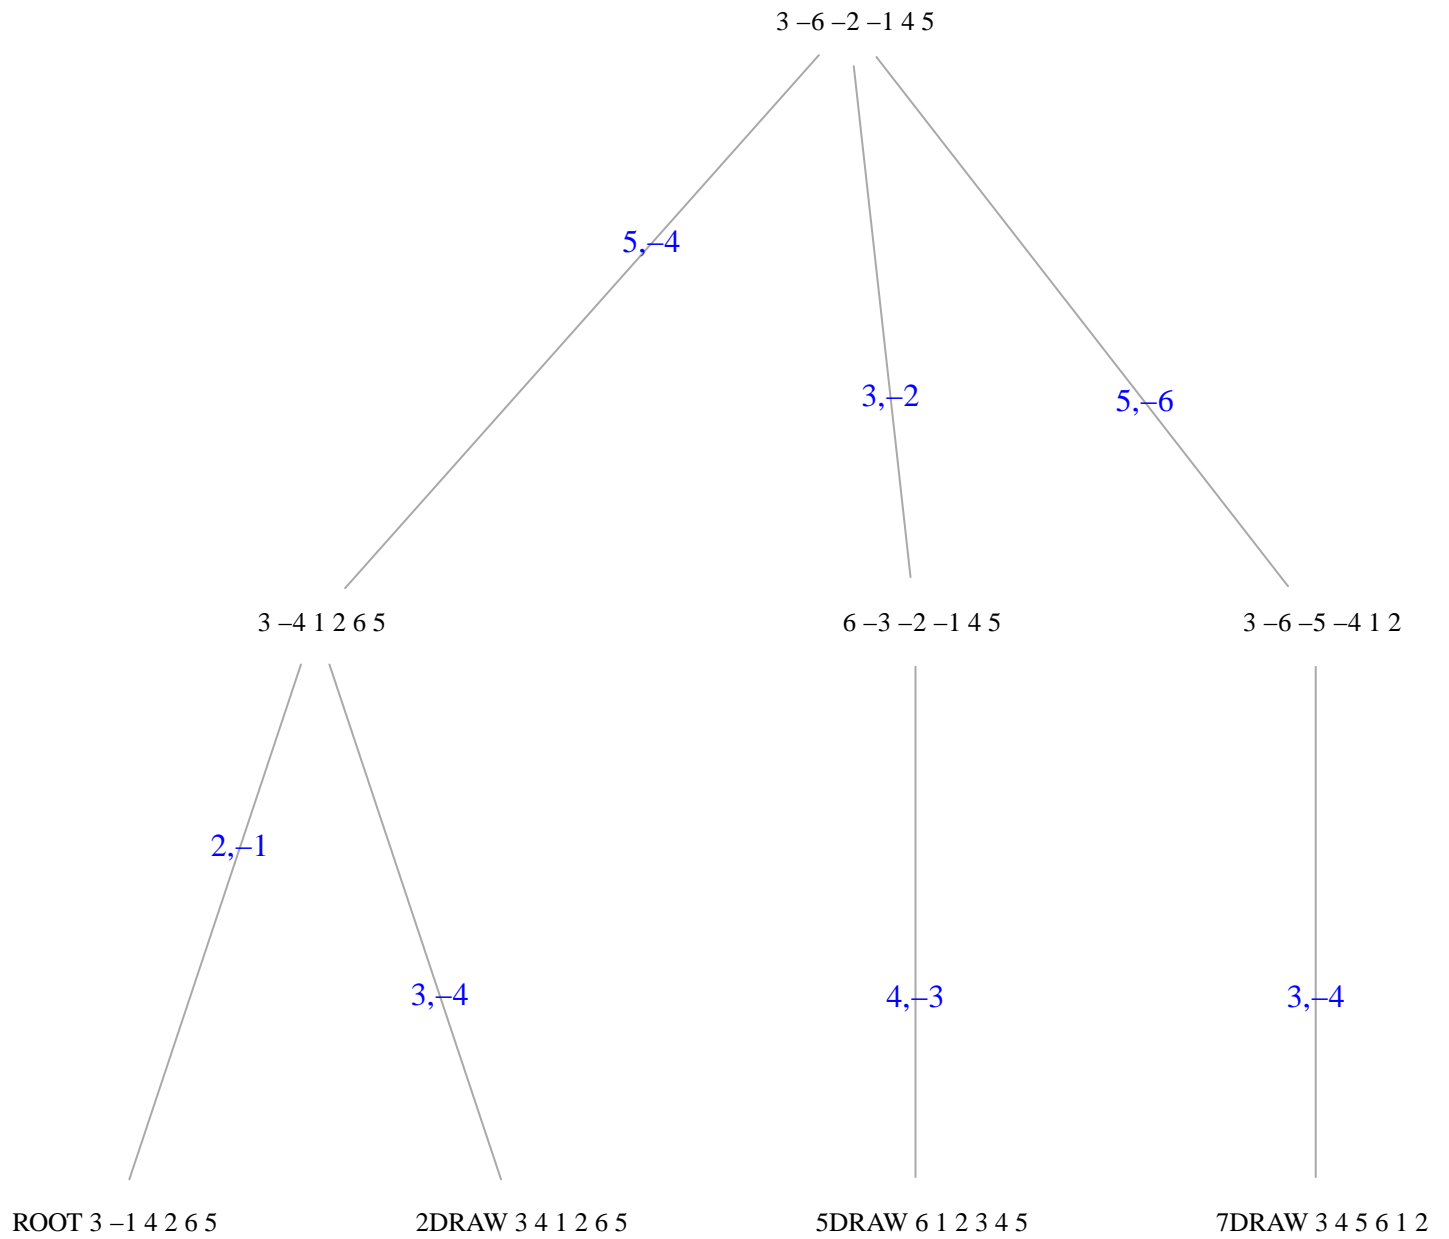 3 –6 –2 –1 4 5
5,–4
3,–2
5,–6
3 –4 1 2 6 5
6 –3 –2 –1 4 5
3 –6 –5 –4 1 2
2,–1
3,–4
4,–3
3,–4
ROOT 3 –1 4 2 6 5
2DRAW 3 4 1 2 6 5
5DRAW 6 1 2 3 4 5
7DRAW 3 4 5 6 1 2